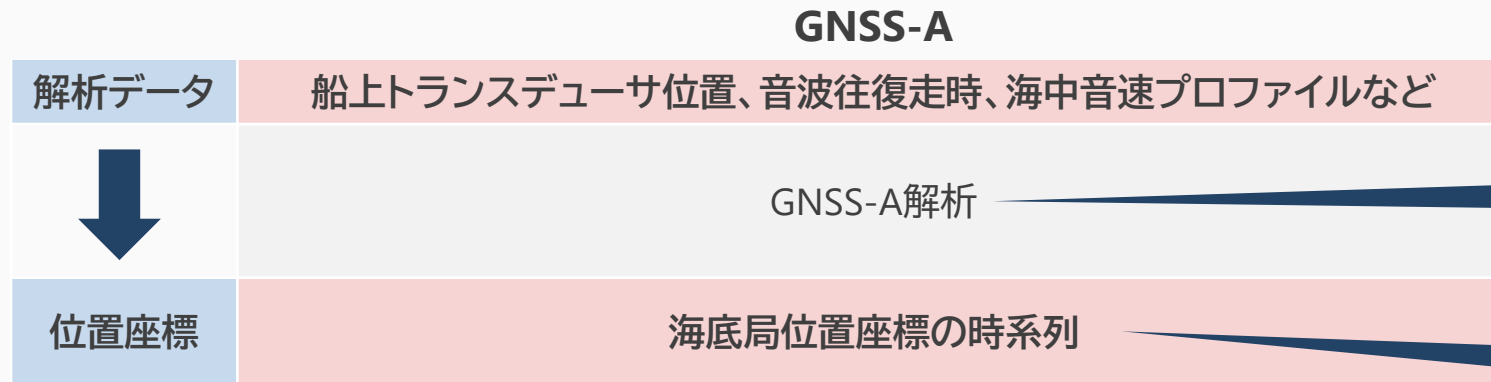 GNSS-A
解析データ
船上トランスデューサ位置、音波往復走時、海中音速プロファイルなど
GNSS-A解析
位置座標
海底局位置座標の時系列